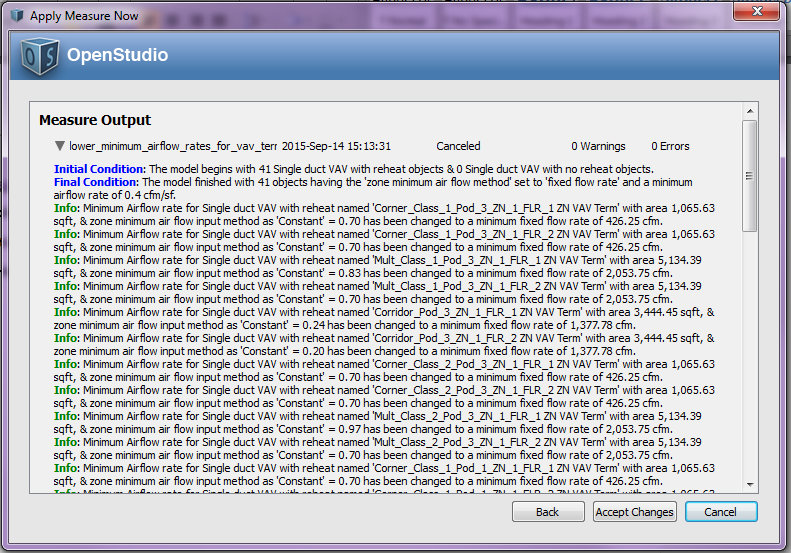 Apply Measure Now
OpenStudio
Measure Output
lower_minimum_airflow_rates_for_vav_terr 2015-Sep-14 15:13:31 Canceled 0 Warnings 0 Errors
Initial Condition: The model begins with 41 Single duct VAV with reheat objects & 0 Single duct VAV with no reheat objects.
Final Condition: The model finished with 41 objects having the 'zone minimum air flow method' set to 'fixed flow rate' and a minimum
airflow rate of 0.4 cfm/sf.
Info: Minimum Airflow rate for Single duct VAV with reheat named 'Corner_Class_1_Pod_3_ZN_1_FLR_1 ZN VAV Term' with area 1,065.63
sqft, & zone minimum air flow input method as 'Constant' = 0.70 has been changed to a minimum fixed flow rate of 426.25 cfm.
Info: Minimum Airflow rate for Single duct VAV with reheat named 'Corner_Class_1_Pod_3_ZN_1_FLR_2 ZN VAV Term' with area 1,065.63
sqft, & zone minimum air flow input method as 'Constant' = 0.70 has been changed to a minimum fixed flow rate of 426.25 cfm.
Info: Minimum Airflow rate for Single duct VAV with reheat named 'Mult_Class_1_Pod_3_ZN_1_FLR_1 ZN VAV Term' with area 5,134.39
sqft, & zone minimum air flow input method as 'Constant' = 0.83 has been changed to a minimum fixed flow rate of 2,053.75 cfm.
Info: Minimum Airflow rate for Single duct VAV with reheat named 'Mult_Class_1_Pod_3_ZN_1_FLR_2 ZN VAV Term' with area 5,134.39
sqft, & zone minimum air flow input method as 'Constant' = 0.70 has been changed to a minimum fixed flow rate of 2,053.75 cfm.
Info: Minimum Airflow rate for Single duct VAV with reheat named 'Corridor_Pod_3_ZN_1_FLR_1 ZN VAV Term' with area 3,444.45 sqft, &
zone minimum air flow input method as 'Constant' = 0.24 has been changed to a minimum fixed flow rate of 1,377.78 cfm.
Info: Minimum Airflow rate for Single duct VAV with reheat named 'Corridor_Pod_3_ZN_1_FLR_2 ZN VAV Term' with area 3,444.45 sqft, &
zone minimum air flow input method as 'Constant' = 0.20 has been changed to a minimum fixed flow rate of 1,377.78 cfm.
Info: Minimum Airflow rate for Single duct VAV with reheat named 'Corner_Class_2_Pod_3_ZN_1_FLR_1 ZN VAV Term' with area 1,065.63
sqft, & zone minimum air flow input method as 'Constant' = 0.70 has been changed to a minimum fixed flow rate of 426.25 cfm.
Info: Minimum Airflow rate for Single duct VAV with reheat named 'Corner_Class_2_Pod_3_ZN_1_FLR_2 ZN VAV Term' with area 1,065.63
sqft, & zone minimum air flow input method as 'Constant' = 0.70 has been changed to a minimum fixed flow rate of 426.25 cfm.
Info: Minimum Airflow rate for Single duct VAV with reheat named 'Mult_Class_2_Pod_3_ZN_1_FLR_1 ZN VAV Term' with area 5,134.39
sqft, & zone minimum air flow input method as 'Constant' = 0.97 has been changed to a minimum fixed flow rate of 2,053.75 cfm.
Info: Minimum Airflow rate for Single duct VAV with reheat named 'Mult_Class_2_Pod_3_ZN_1_FLR_2 ZN VAV Term' with area 5,134.39
sqft, & zone minimum air flow input method as 'Constant' = 0.70 has been changed to a minimum fixed flow rate of 2,053.75 cfm.
Info: Minimum Airflow rate for Single duct VAV with reheat named 'Corner_Class_1_Pod_1_ZN_1_FLR_1 ZN VAV Term' with area 1,065.63
sqft, & zone minimum air flow input method as 'Constant' = 0.70 has been changed to a minimum fixed flow rate of 426.25 cfm.
Info: Minimum Airflow rate for Single duct VAV with reheat named 'Corner_Class_1_Pod_1_ZN_1_FLR_2 ZN VAV Term' with area 1,065.63
Back
Accept Changes
Cancel